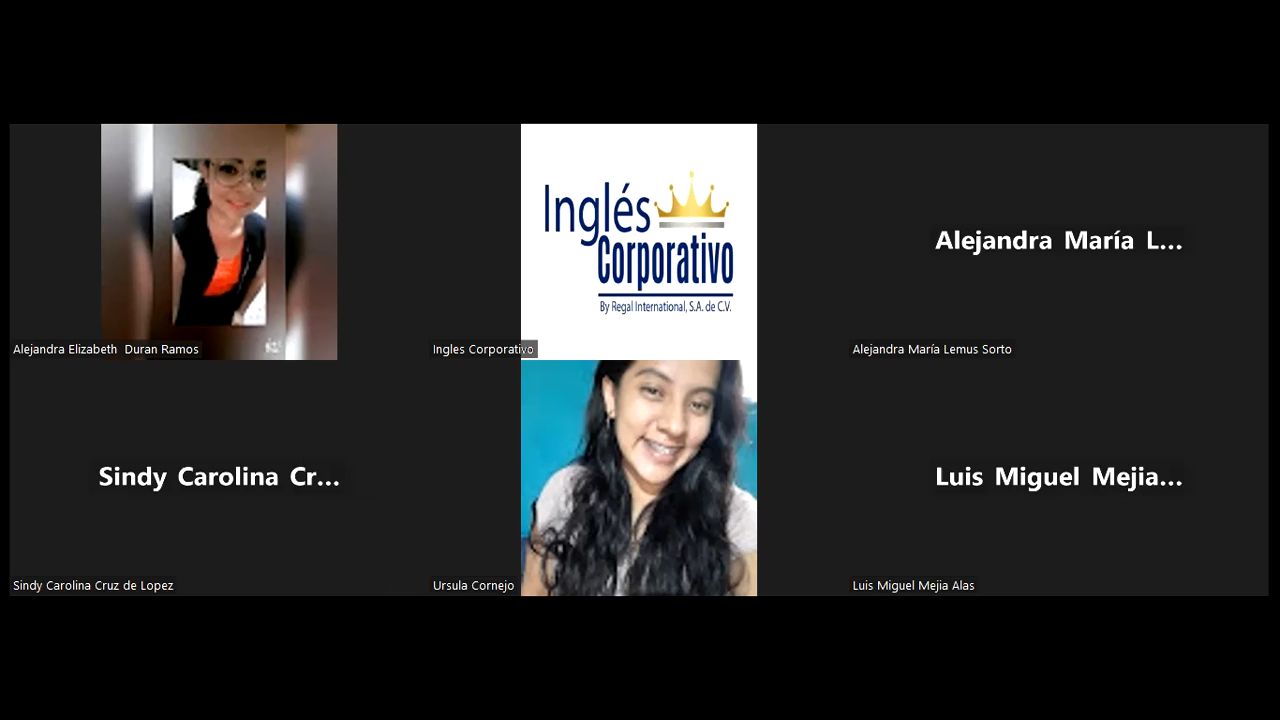 Inglés
Corporativo
By Regal International, S.A. de C.V.
Alejandra María L...
Alejandra Elizabeth Duran Ramos
Ingles Corporativo
Alejandra María Lemus Sorto
Sindy Carolina Cr...
Luis Miguel Mejia...
Sindy Carolina Cruz de Lopez
Ursula Cornejo
Luis Miguel Mejia Alas